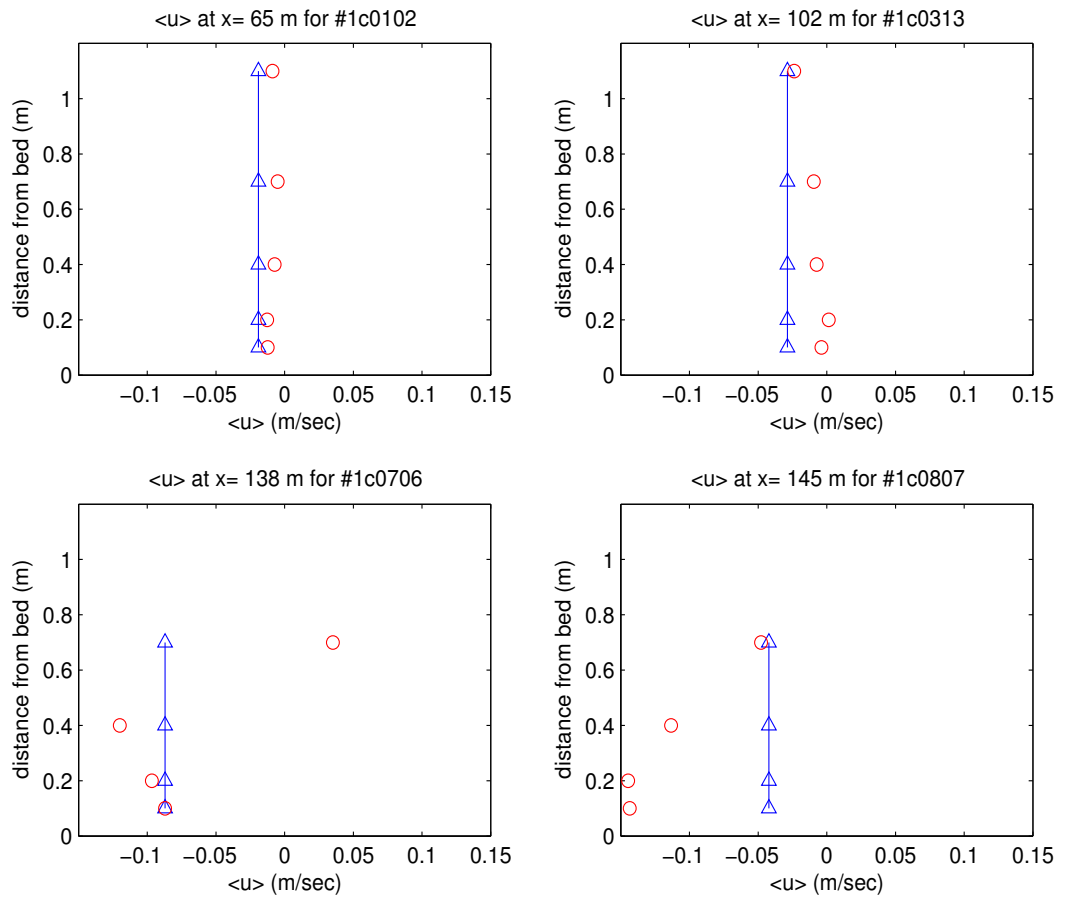 <u> at x= 65 m for #1c0102
distance from bed (m)
1
0.8
0.6
0.4
0.2
0
−0.1 −0.05 0 0.05 0.1 0.15
<u> (m/sec)
<u> at x= 102 m for #1c0313
distance from bed (m)
1
0.8
0.6
0.4
0.2
0
−0.1 −0.05 0 0.05 0.1 0.15
<u> (m/sec)
<u> at x= 138 m for #1c0706
distance from bed (m)
1
0.8
0.6
0.4
0.2
0
−0.1 −0.05 0 0.05 0.1 0.15
<u> (m/sec)
<u> at x= 145 m for #1c0807
distance from bed (m)
1
0.8
0.6
0.4
0.2
0
−0.1 −0.05 0 0.05 0.1 0.15
<u> (m/sec)